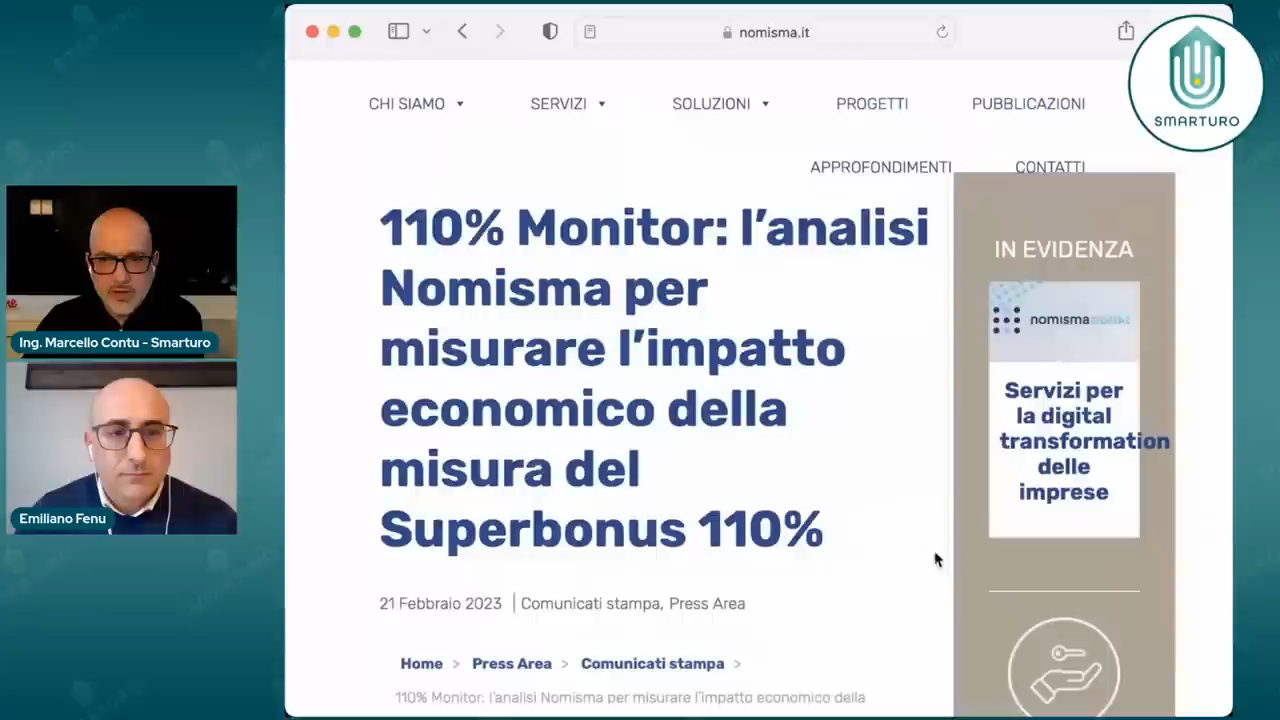 nomisma.it
SMARTURO
CHI SIAMO
SERVIZI
SOLUZIONI
PROGETTI
PUBBLICAZIONI
APPROFONDIMENTI
CONTATTI
110% Monitor: l’analisi
Nomisma per
misurare l’impatto
economico della
misura del
Superbonus 110%
21 Febbraio 2023 | Comunicati stampa, Press Area
Home > Press Area > Comunicati stampa >
110% Monitor: l’analisi Nomisma per misurare l’impatto economico della
IN EVIDENZA
nomisma
Servizi per
la digital
transformation
delle
imprese
Ing. Marcello Contu - Smarturo
Emiliano Fenu